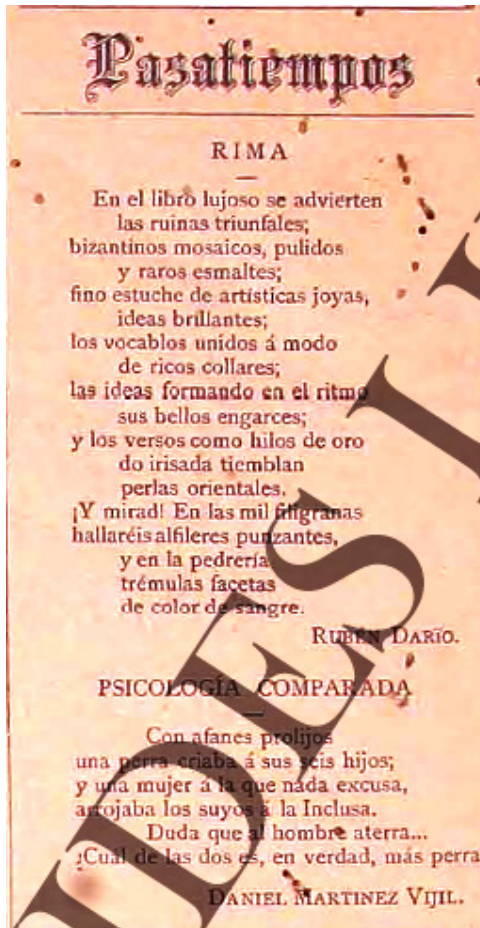 Pasatiempos
RIMA
En el libro lujoso se advierten
las ruinas triunfales;
bizantinos mosaicos, pulidos
y raros esmaltes;
fino estuche de artísticas joyas,
ideas brillantes;
los vocablos unidos á modo
de ricos collares;
las ideas formando en el ritmo
sus bellos engarces;
y los versos como hilos de oro
do irisada tiemblan
perlas orientales.
¡Y mirad! En las mil filigranas
hallaréis alfileres punzantes,
y en la pedrería
trémulas facetas
de color de sangre.
RUBÉN DARÍO.
PSICOLOGÍA COMPARADA
Con afanes prolijos
una perra criaba á sus seis hijos;
y una mujer á la que nada excusa,
arrojaba los suyos á la Inclusa.
Duda que al hombre aterra...
¿Cuál de las dos es, en verdad, más perra
DANIEL MARTINEZ VIJIL.
DES I